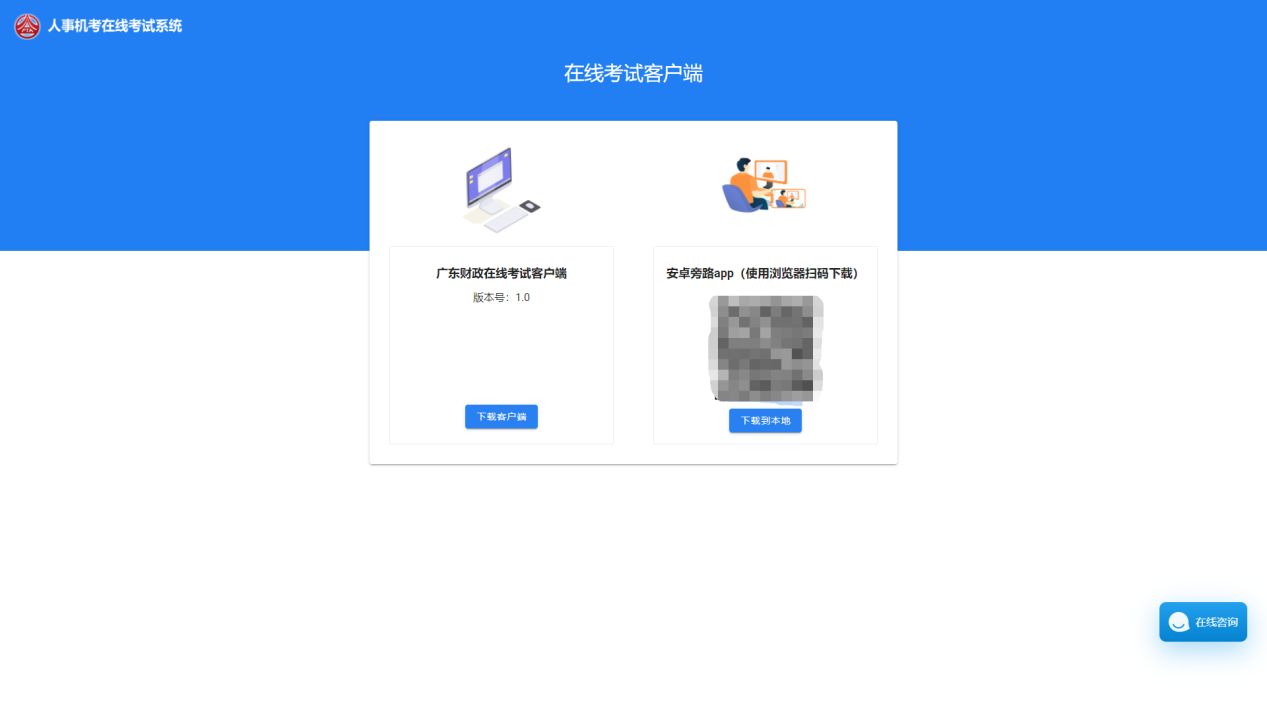 人事机考在线考试系统
在线考试客户端
广东财政在线考试客户端
版本号：1.0
下载客户端
安卓旁路app（使用浏览器扫码下载）
下载到本地
在线咨询